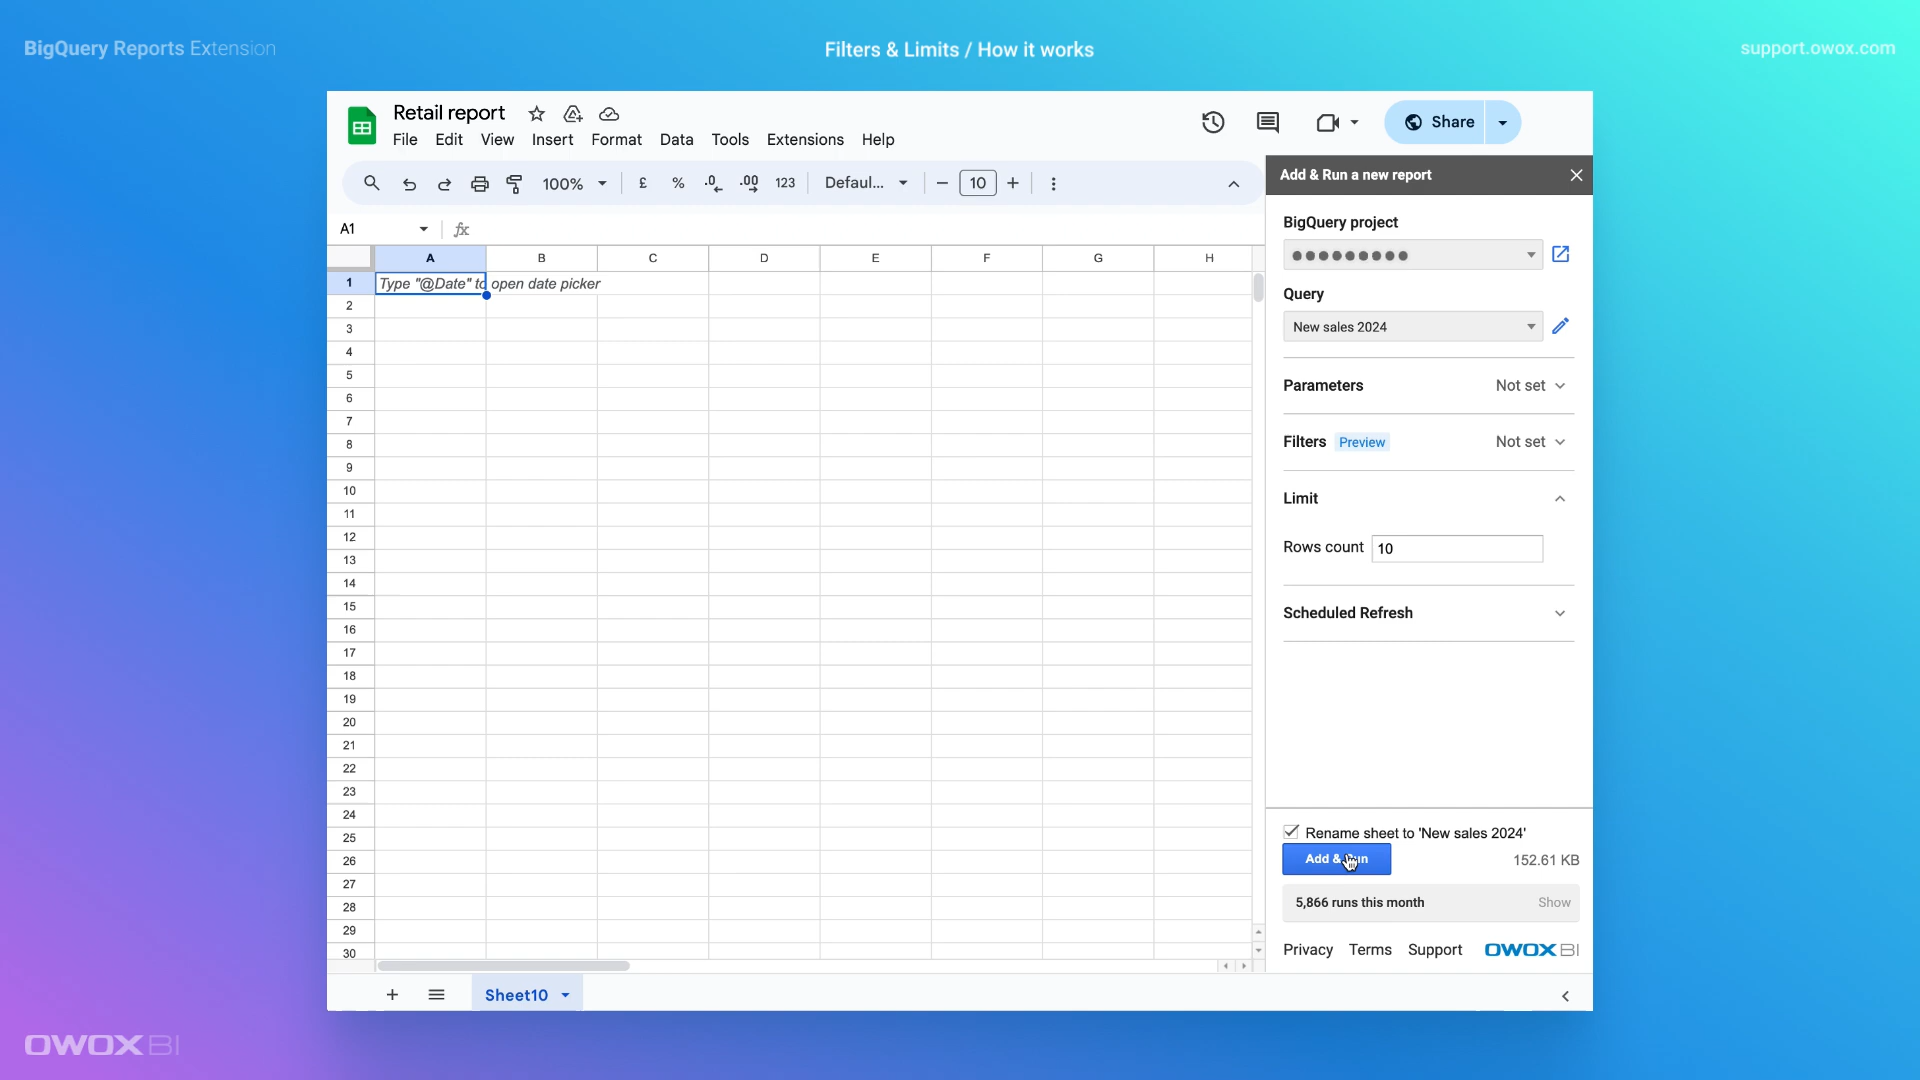 BigQuery Reports Extension
Filters & Limits / How it works
support.owox.com
Retail report
File Edit View Insert Format Data Tools Extensions Help
Share
100% £ % .0 .00 123 Defaul... 10
A1 fx
A B C D E F G H
1 Type "@Date" to open date picker
2
3
4
5
6
7
8
9
10
11
12
13
14
15
16
17
18
19
20
21
22
23
24
25
26
27
28
29
30
Sheet10
Add & Run a new report
BigQuery project
Query
New sales 2024
Parameters Not set
Filters Preview Not set
Limit
Rows count 10
Scheduled Refresh
Rename sheet to 'New sales 2024'
Add & Run 152.61 KB
5,866 runs this month Show
Privacy Terms Support OWOX BI
OWOX BI